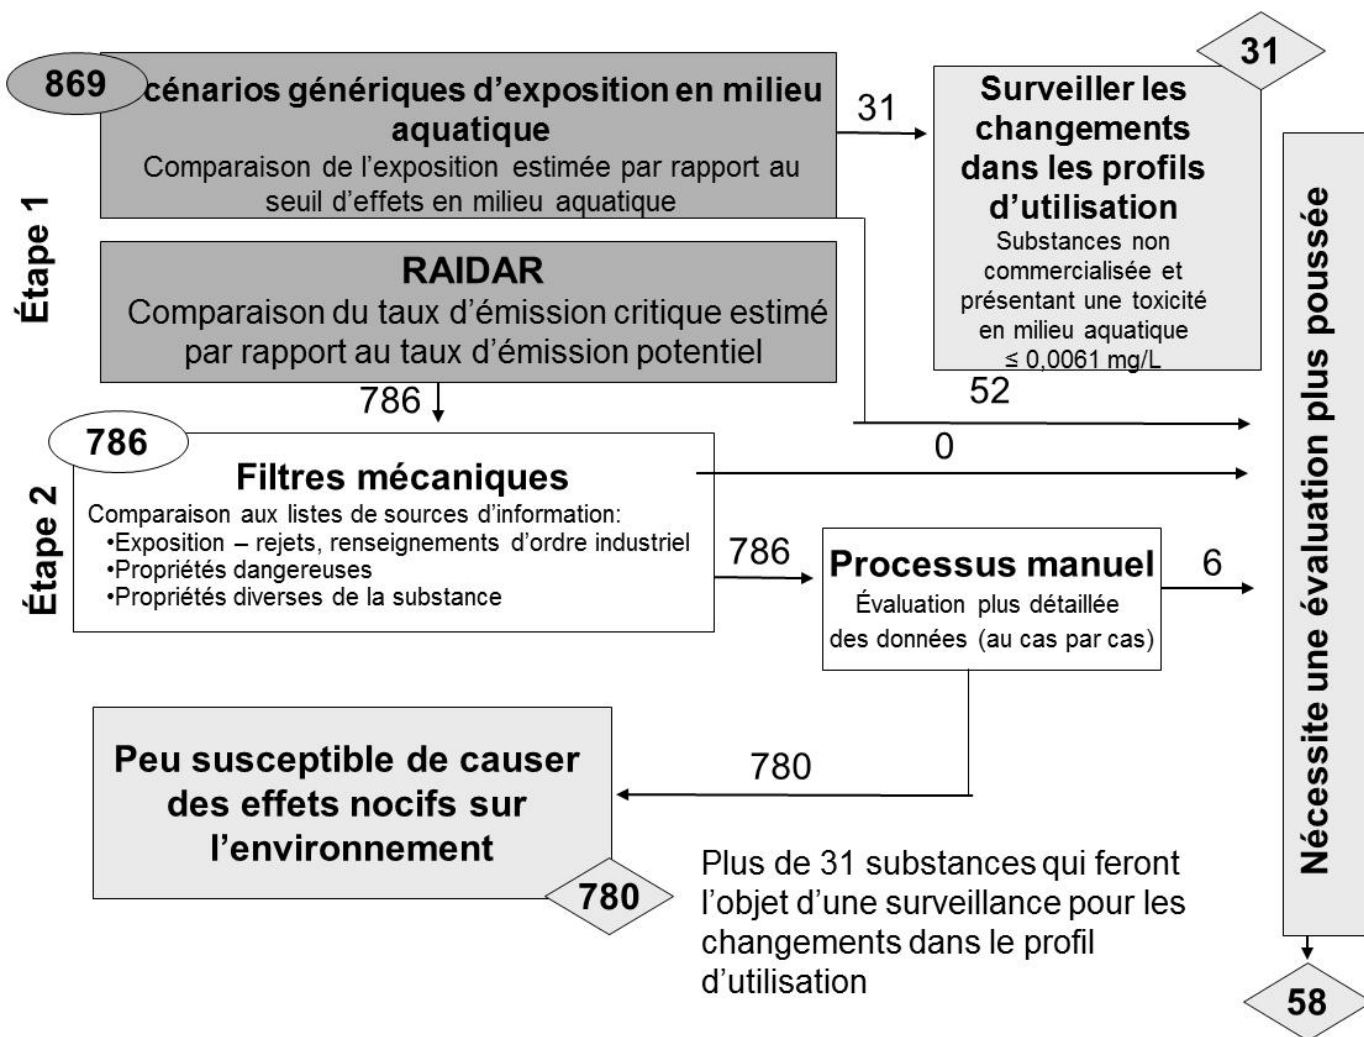 Étape 1
869
cénarios génériques d'exposition en milieu
aquatique
Comparaison de l'exposition estimée par rapport au
seuil d'effets en milieu aquatique
31
31
Surveiller les
changements
dans les profils
d'utilisation
Substances non
commercialisée et
présentant une toxicité
en milieu aquatique
≤ 0,0061 mg/L
RAIDAR
Comparaison du taux d'émission critique estimé
par rapport au taux d'émission potentiel
786
52
0
Étape 2
786
Filtres mécaniques
Comparaison aux listes de sources d'information:
•Exposition – rejets, renseignements d'ordre industriel
•Propriétés dangereuses
•Propriétés diverses de la substance
786
Processus manuel
Évaluation plus détaillée
des données (au cas par cas)
6
Nécessite une évaluation plus poussée
780
Peu susceptible de causer
des effets nocifs sur
l'environnement
780
Plus de 31 substances qui feront
l'objet d'une surveillance pour les
changements dans le profil
d'utilisation
58